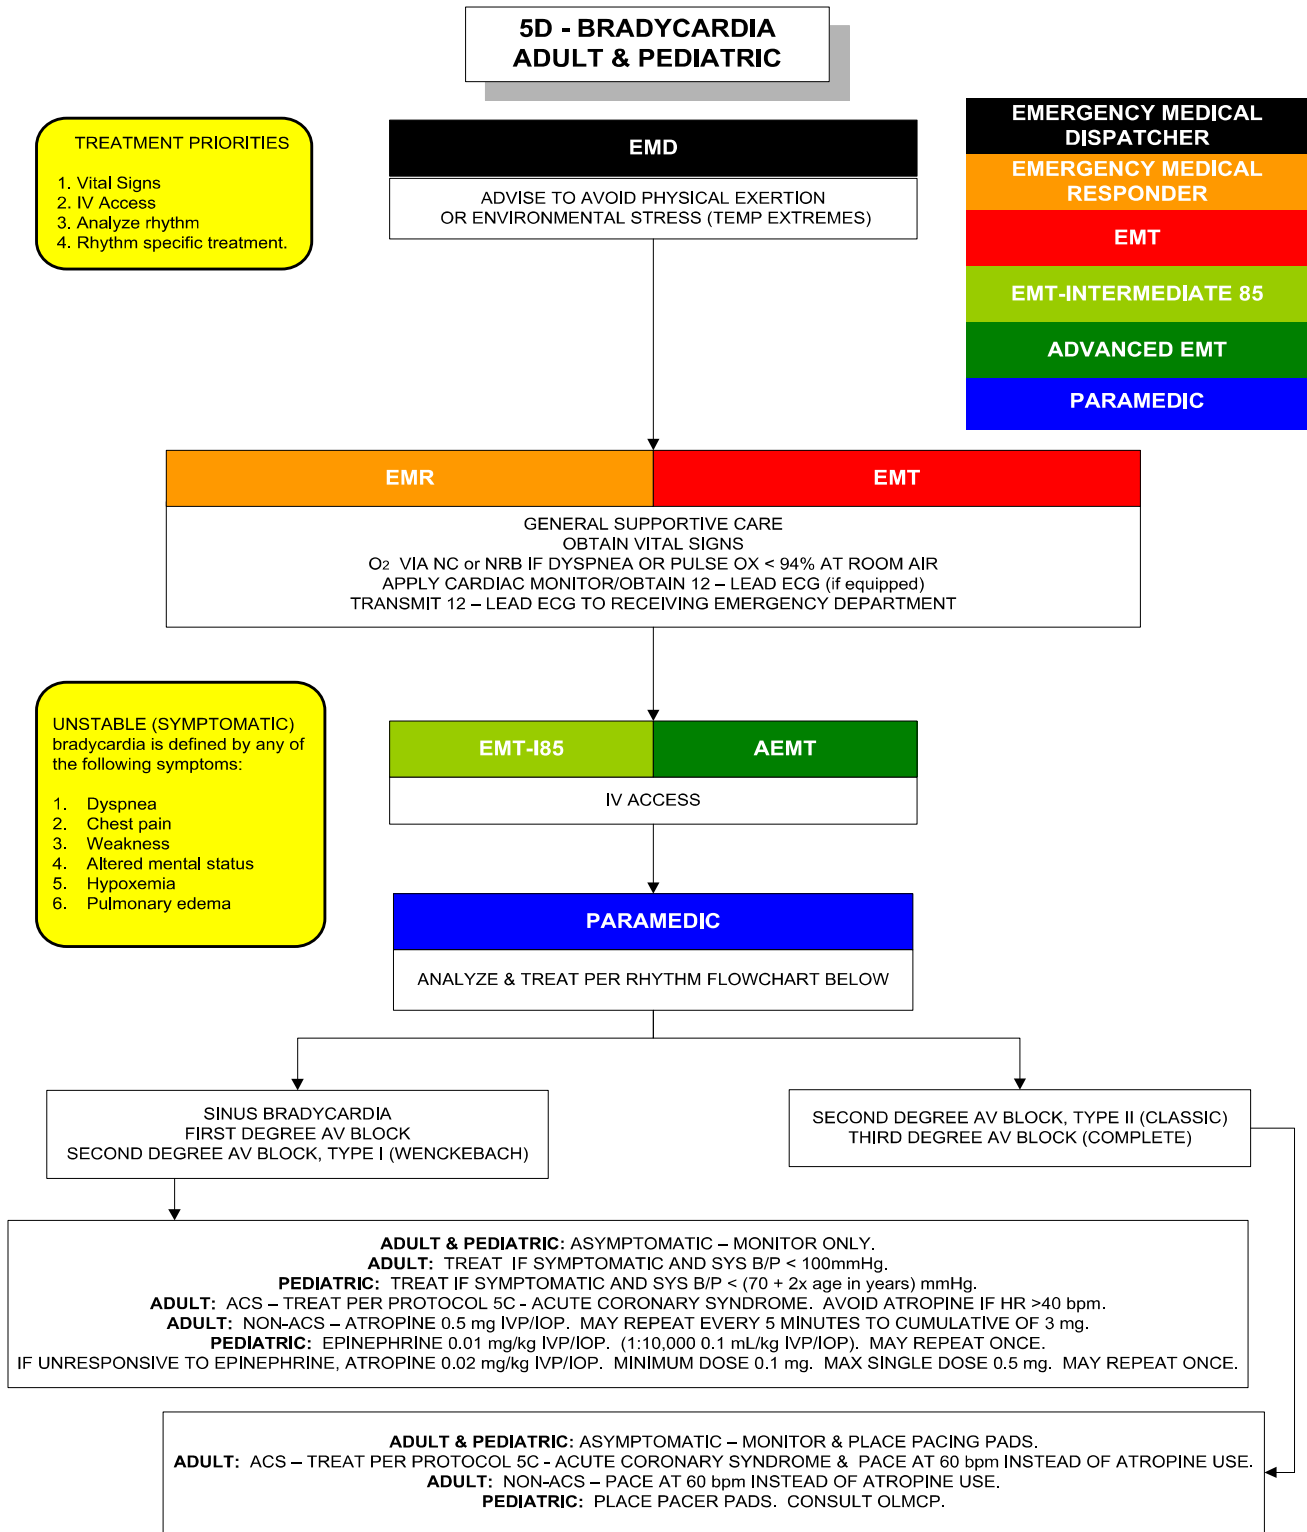 5D - BRADYCARDIA
ADULT & PEDIATRIC
TREATMENT PRIORITIES
1. Vital Signs
2. IV Access
3. Analyze rhythm
4. Rhythm specific treatment.
EMD
ADVISE TO AVOID PHYSICAL EXERTION
OR ENVIRONMENTAL STRESS (TEMP EXTREMES)
EMERGENCY MEDICAL
DISPATCHER
EMERGENCY MEDICAL
RESPONDER
EMT
EMT-INTERMEDIATE 85
ADVANCED EMT
PARAMEDIC
EMR
EMT
GENERAL SUPPORTIVE CARE
OBTAIN VITAL SIGNS
O2 VIA NC or NRB IF DYSPNEA OR PULSE OX < 94% AT ROOM AIR
APPLY CARDIAC MONITOR/OBTAIN 12 – LEAD ECG (if equipped)
TRANSMIT 12 – LEAD ECG TO RECEIVING EMERGENCY DEPARTMENT
UNSTABLE (SYMPTOMATIC)
bradycardia is defined by any of
the following symptoms:
1. Dyspnea
2. Chest pain
3. Weakness
4. Altered mental status
5. Hypoxemia
6. Pulmonary edema
EMT-I85
AEMT
IV ACCESS
PARAMEDIC
ANALYZE & TREAT PER RHYTHM FLOWCHART BELOW
SINUS BRADYCARDIA
FIRST DEGREE AV BLOCK
SECOND DEGREE AV BLOCK, TYPE I (WENCKEBACH)
SECOND DEGREE AV BLOCK, TYPE II (CLASSIC)
THIRD DEGREE AV BLOCK (COMPLETE)
ADULT & PEDIATRIC: ASYMPTOMATIC – MONITOR ONLY.
ADULT: TREAT IF SYMPTOMATIC AND SYS B/P < 100mmHg.
PEDIATRIC: TREAT IF SYMPTOMATIC AND SYS B/P < (70 + 2x age in years) mmHg.
ADULT: ACS – TREAT PER PROTOCOL 5C - ACUTE CORONARY SYNDROME. AVOID ATROPINE IF HR >40 bpm.
ADULT: NON-ACS – ATROPINE 0.5 mg IVP/IOP. MAY REPEAT EVERY 5 MINUTES TO CUMULATIVE OF 3 mg.
PEDIATRIC: EPINEPHRINE 0.01 mg/kg IVP/IOP. (1:10,000 0.1 mL/kg IVP/IOP). MAY REPEAT ONCE.
IF UNRESPONSIVE TO EPINEPHRINE, ATROPINE 0.02 mg/kg IVP/IOP. MINIMUM DOSE 0.1 mg. MAX SINGLE DOSE 0.5 mg. MAY REPEAT ONCE.
ADULT & PEDIATRIC: ASYMPTOMATIC – MONITOR & PLACE PACING PADS.
ADULT: ACS – TREAT PER PROTOCOL 5C - ACUTE CORONARY SYNDROME & PACE AT 60 bpm INSTEAD OF ATROPINE USE.
ADULT: NON-ACS – PACE AT 60 bpm INSTEAD OF ATROPINE USE.
PEDIATRIC: PLACE PACER PADS. CONSULT OLMCP.